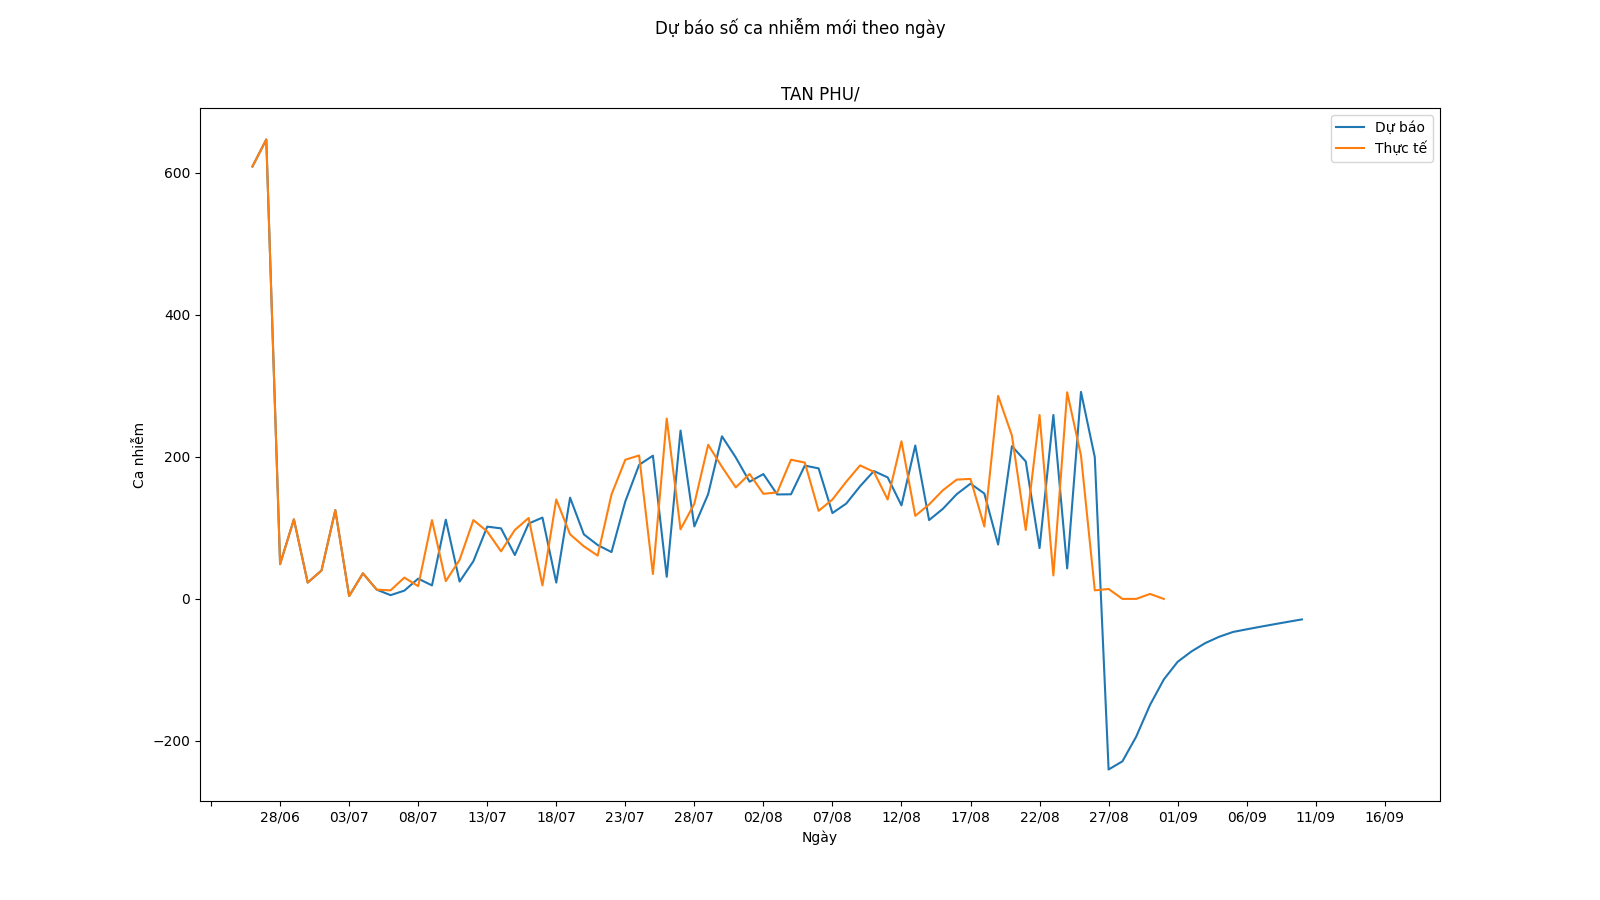 Dự báo số ca nhiễm mới theo ngày
TAN PHU/
Dự báo
Thực tế
600
400
200
0
−200
Ca nhiễm
28/06 03/07 08/07 13/07 18/07 23/07 28/07 02/08 07/08 12/08 17/08 22/08 27/08 01/09 06/09 11/09 16/09
Ngày